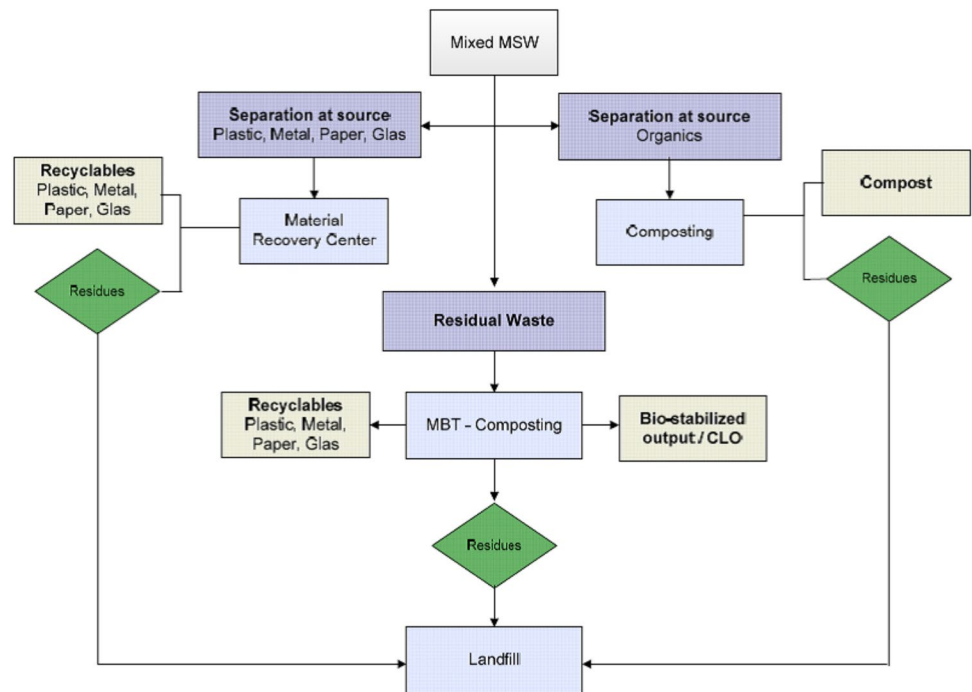 Mixed MSW
Separation at source
Plastic, Metal, Paper, Glas
Separation at source
Organics
Recyclables
Plastic, Metal,
Paper, Glas
Material
Recovery Center
Composting
Compost
Residues
Residues
Residual Waste
Recyclables
Plastic, Metal,
Paper, Glas
MBT - Composting
Bio-stabilized
output / CLO
Residues
Landfill